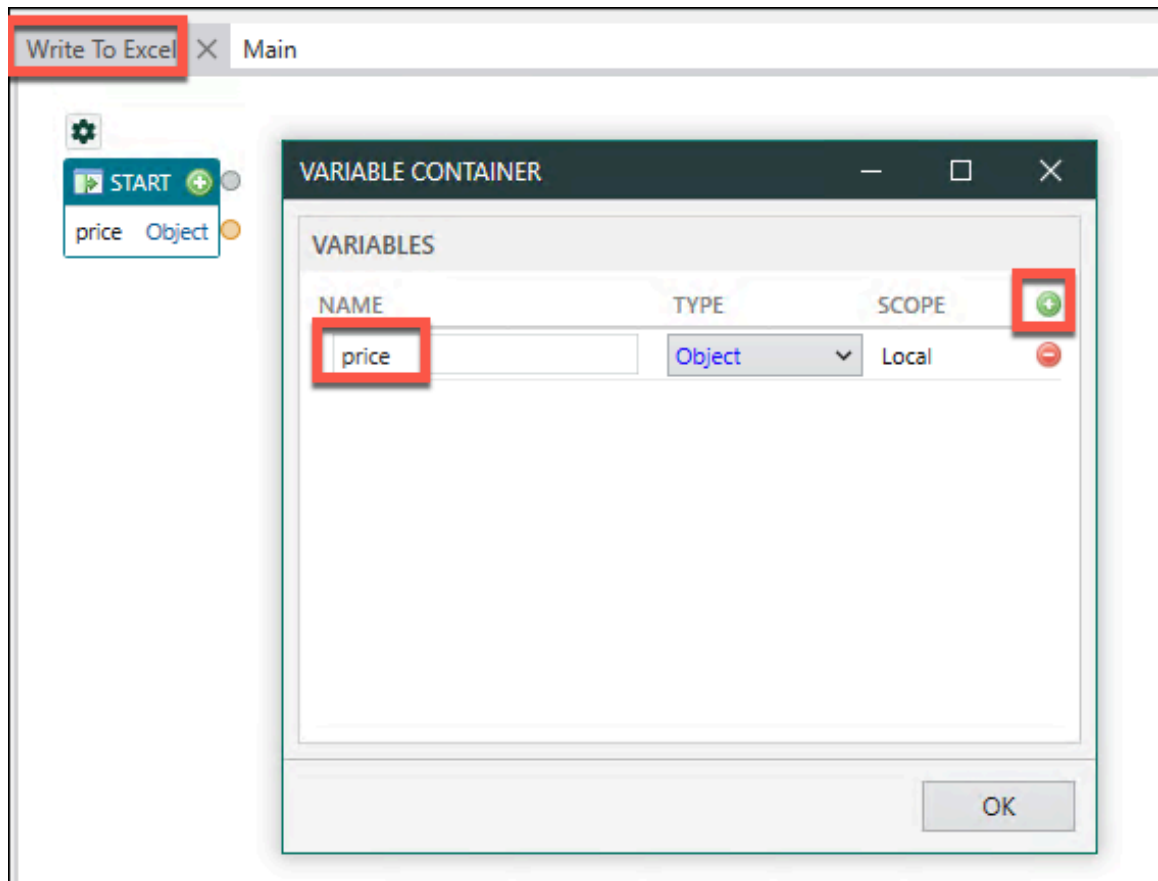 Write To Excel Main
START
price Object
VARIABLE CONTAINER
VARIABLES
NAME TYPE SCOPE
price Object Local
OK